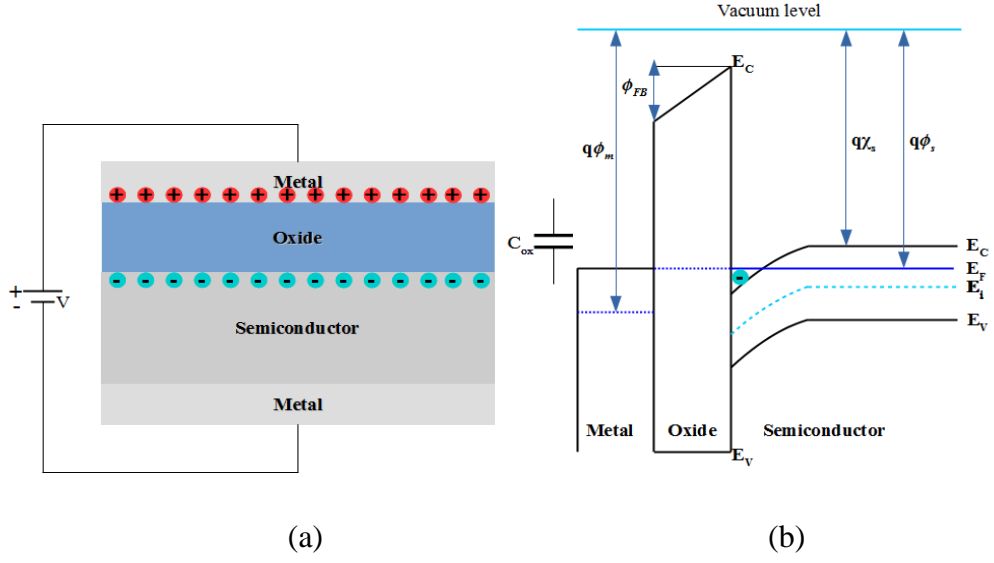 Vacuum level
E_C
ϕ_FB
Metal
qϕ_m
qχ_s
qϕ_s
Oxide
C_ox
E_C
E_F
E_i
+
-
V
Semiconductor
E_V
Metal
Metal
Oxide
Semiconductor
E_V
(a)
(b)